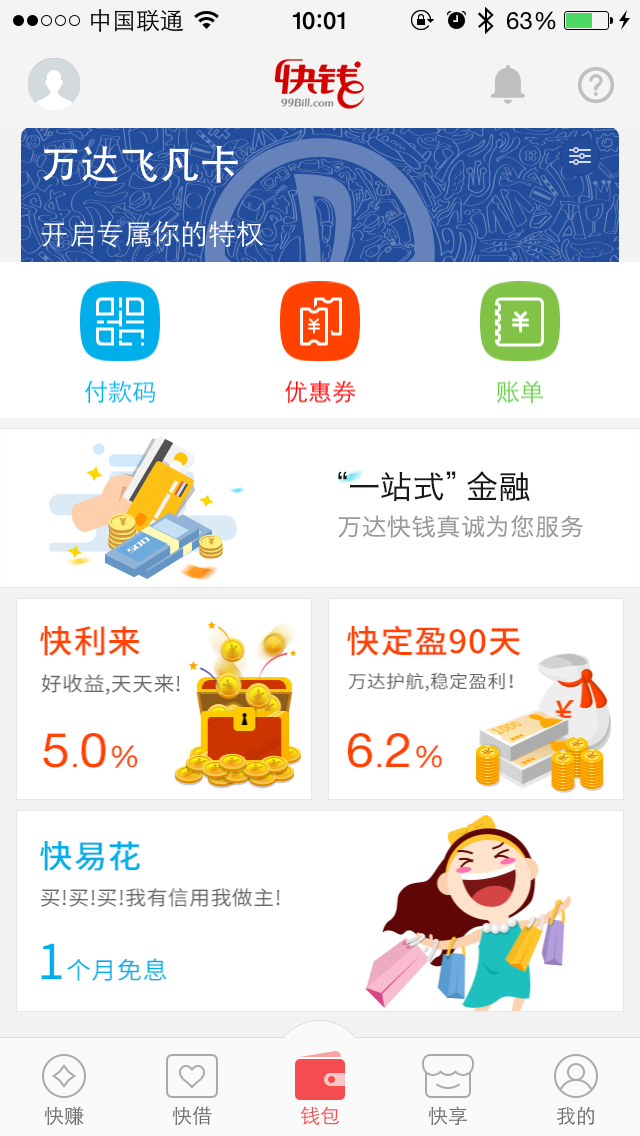 中国联通 10:01 63%
快钱
99Bill.com
万达飞凡卡
开启专属你的特权
付款码 优惠券 账单
“一站式” 金融
万达快钱真诚为您服务
500
快利来
好收益,天天来!
5.0%
快定盈90天
万达护航,稳定盈利!
6.2%
1000
快易花
买!买!买!我有信用我做主!
1个月免息
快赚 快借 钱包 快享 我的